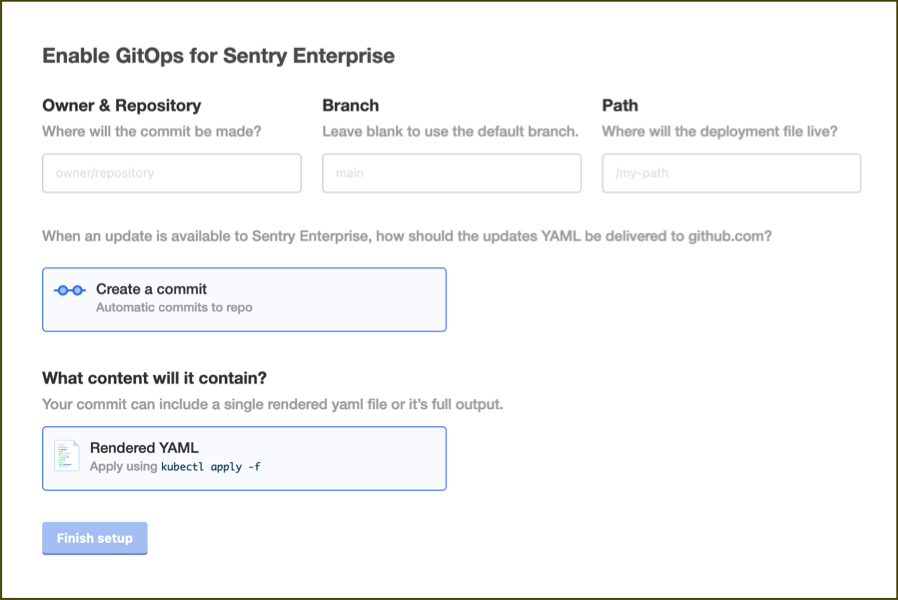 Enable GitOps for Sentry Enterprise
Owner & Repository
Where will the commit be made?
owner/repository
Branch
Leave blank to use the default branch.
main
Path
Where will the deployment file live?
/my-path
When an update is available to Sentry Enterprise, how should the updates YAML be delivered to github.com?
Create a commit
Automatic commits to repo
What content will it contain?
Your commit can include a single rendered yaml file or it's full output.
Rendered YAML
Apply using kubectl apply -f
Finish setup